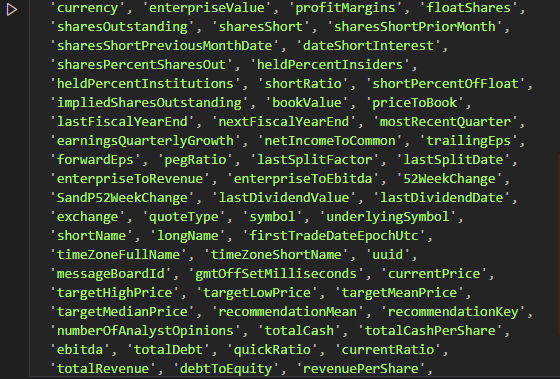 'currency', 'enterpriseValue', 'profitMargins', 'floatShares',
'sharesOutstanding', 'sharesShort', 'sharesShortPriorMonth',
'sharesShortPreviousMonthDate', 'dateShortInterest',
'sharesPercentSharesOut', 'heldPercentInsiders',
'heldPercentInstitutions', 'shortRatio', 'shortPercentOfFloat',
'impliedSharesOutstanding', 'bookValue', 'priceToBook',
'lastFiscalYearEnd', 'nextFiscalYearEnd', 'mostRecentQuarter',
'earningsQuarterlyGrowth', 'netIncomeToCommon', 'trailingEps',
'forwardEps', 'pegRatio', 'lastSplitFactor', 'lastSplitDate',
'enterpriseToRevenue', 'enterpriseToEbitda', '52WeekChange',
'SandP52WeekChange', 'lastDividendValue', 'lastDividendDate',
'exchange', 'quoteType', 'symbol', 'underlyingSymbol',
'shortName', 'longName', 'firstTradeDateEpochUtc',
'timeZoneFullName', 'timeZoneShortName', 'uuid',
'messageBoardId', 'gmtOffSetMilliseconds', 'currentPrice',
'targetHighPrice', 'targetLowPrice', 'targetMeanPrice',
'targetMedianPrice', 'recommendationMean', 'recommendationKey',
'numberOfAnalystOpinions', 'totalCash', 'totalCashPerShare',
'ebitda', 'totalDebt', 'quickRatio', 'currentRatio',
'totalRevenue', 'debtToEquity', 'revenuePerShare',